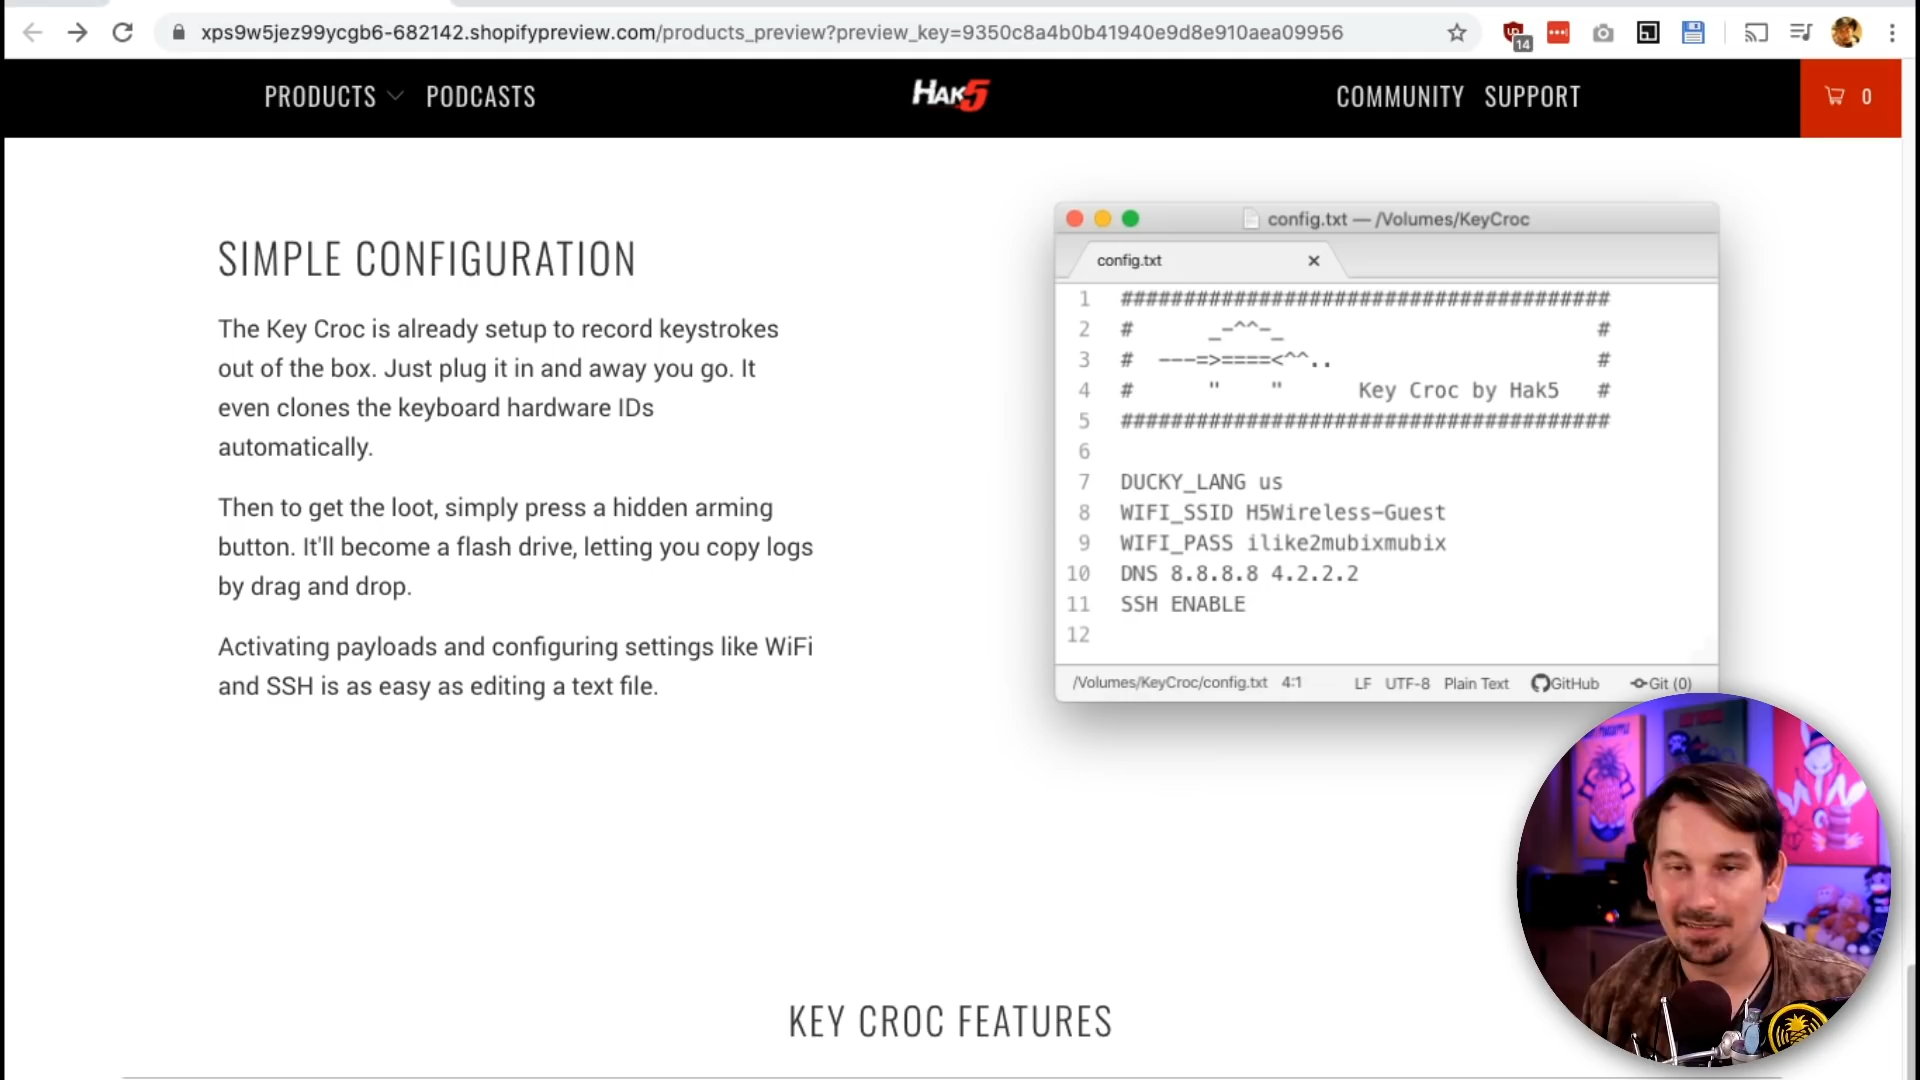 xps9w5jez99ycgb6-682142.shopifypreview.com/products_preview?preview_key=9350c8a4b0b41940e9d8e910aea09956
14
PRODUCTS PODCASTS HAK5 COMMUNITY SUPPORT 0
SIMPLE CONFIGURATION
The Key Croc is already setup to record keystrokes
out of the box. Just plug it in and away you go. It
even clones the keyboard hardware IDs
automatically.
Then to get the loot, simply press a hidden arming
button. It'll become a flash drive, letting you copy logs
by drag and drop.
Activating payloads and configuring settings like WiFi
and SSH is as easy as editing a text file.
config.txt — /Volumes/KeyCroc
config.txt
1 #######################################
2 # _-^^-_ #
3 # ---=>====<^^.. #
4 # " " Key Croc by Hak5 #
5 #######################################
6
7 DUCKY_LANG us
8 WIFI_SSID H5Wireless-Guest
9 WIFI_PASS ilike2mubixmubix
10 DNS 8.8.8.8 4.2.2.2
11 SSH ENABLE
12
/Volumes/KeyCroc/config.txt 4:1 LF UTF-8 Plain Text GitHub Git (0)
KEY CROC FEATURES